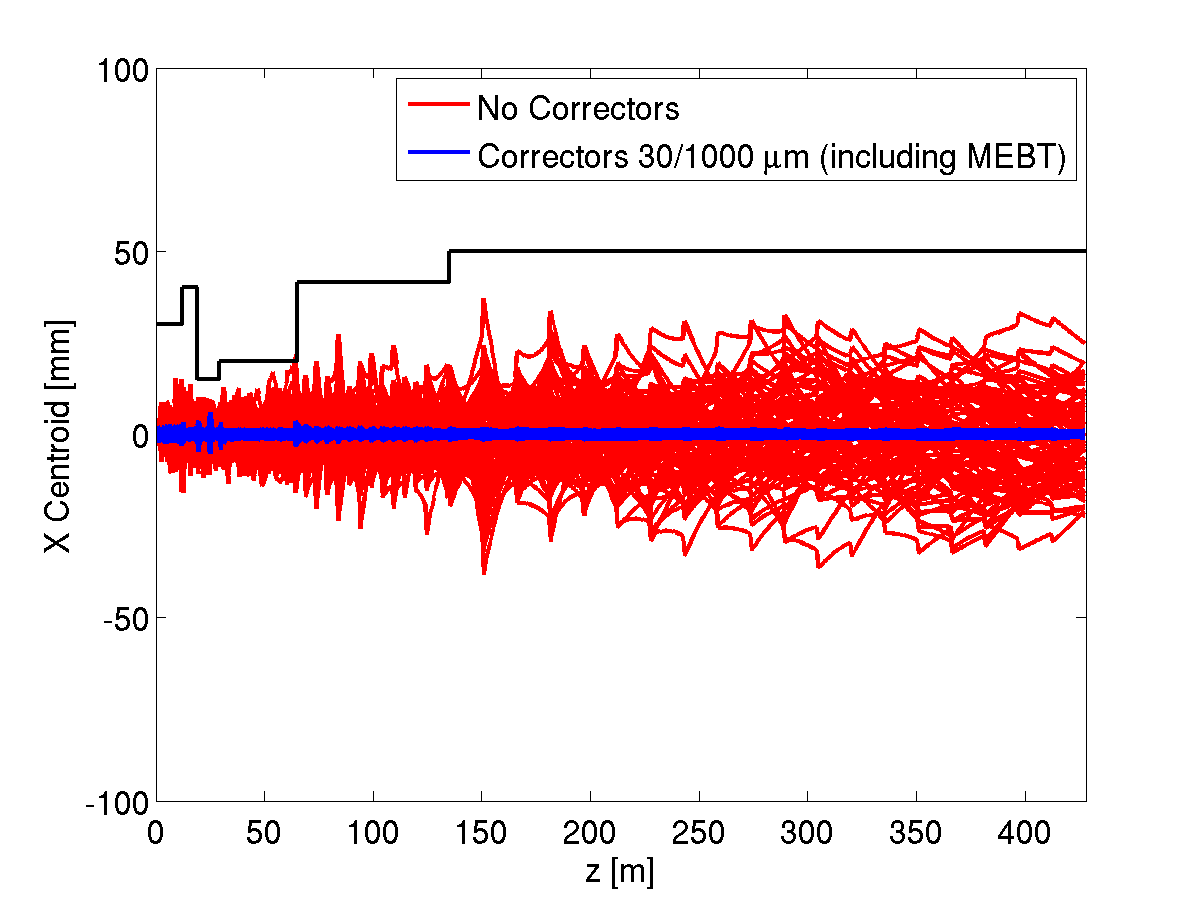 100
No Correctors
Correctors 30/1000 μm (including MEBT)
50
0
-50
-100
X Centroid [mm]
0 50 100 150 200 250 300 350 400
z [m]